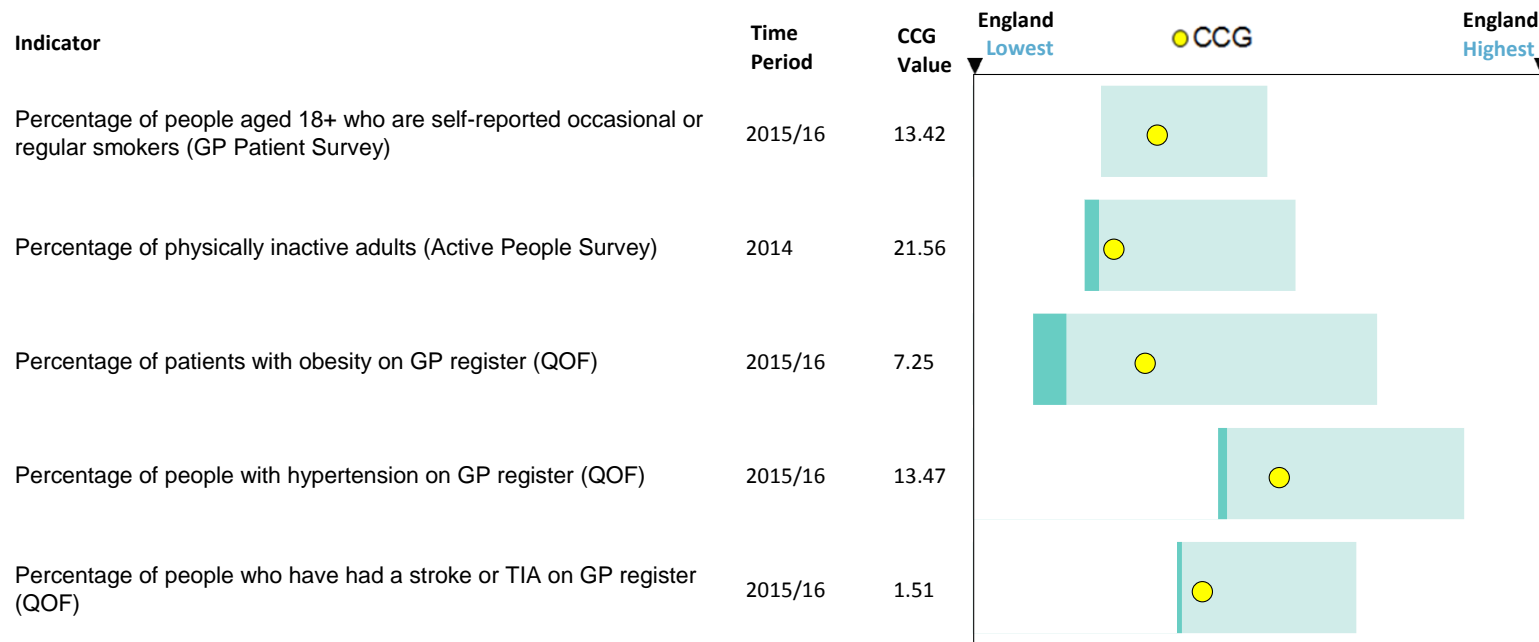 Indicator
Time
Period
CCG
Value
England
Lowest
CCG
England
Highest
Percentage of people aged 18+ who are self-reported occasional or
regular smokers (GP Patient Survey)
2015/16
13.42
Percentage of physically inactive adults (Active People Survey)
2014
21.56
Percentage of patients with obesity on GP register (QOF)
2015/16
7.25
Percentage of people with hypertension on GP register (QOF)
2015/16
13.47
Percentage of people who have had a stroke or TIA on GP register
(QOF)
2015/16
1.51